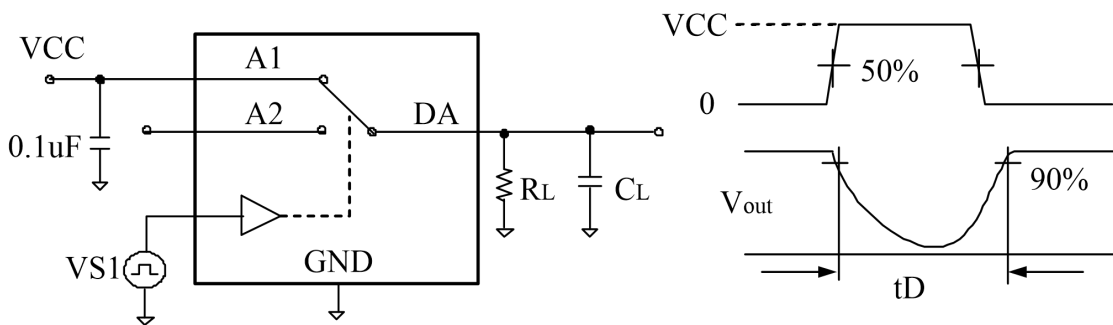 VCC
A1
A2
DA
0.1uF
RL
CL
VS1
GND
VCC
50%
0
90%
Vout
tD